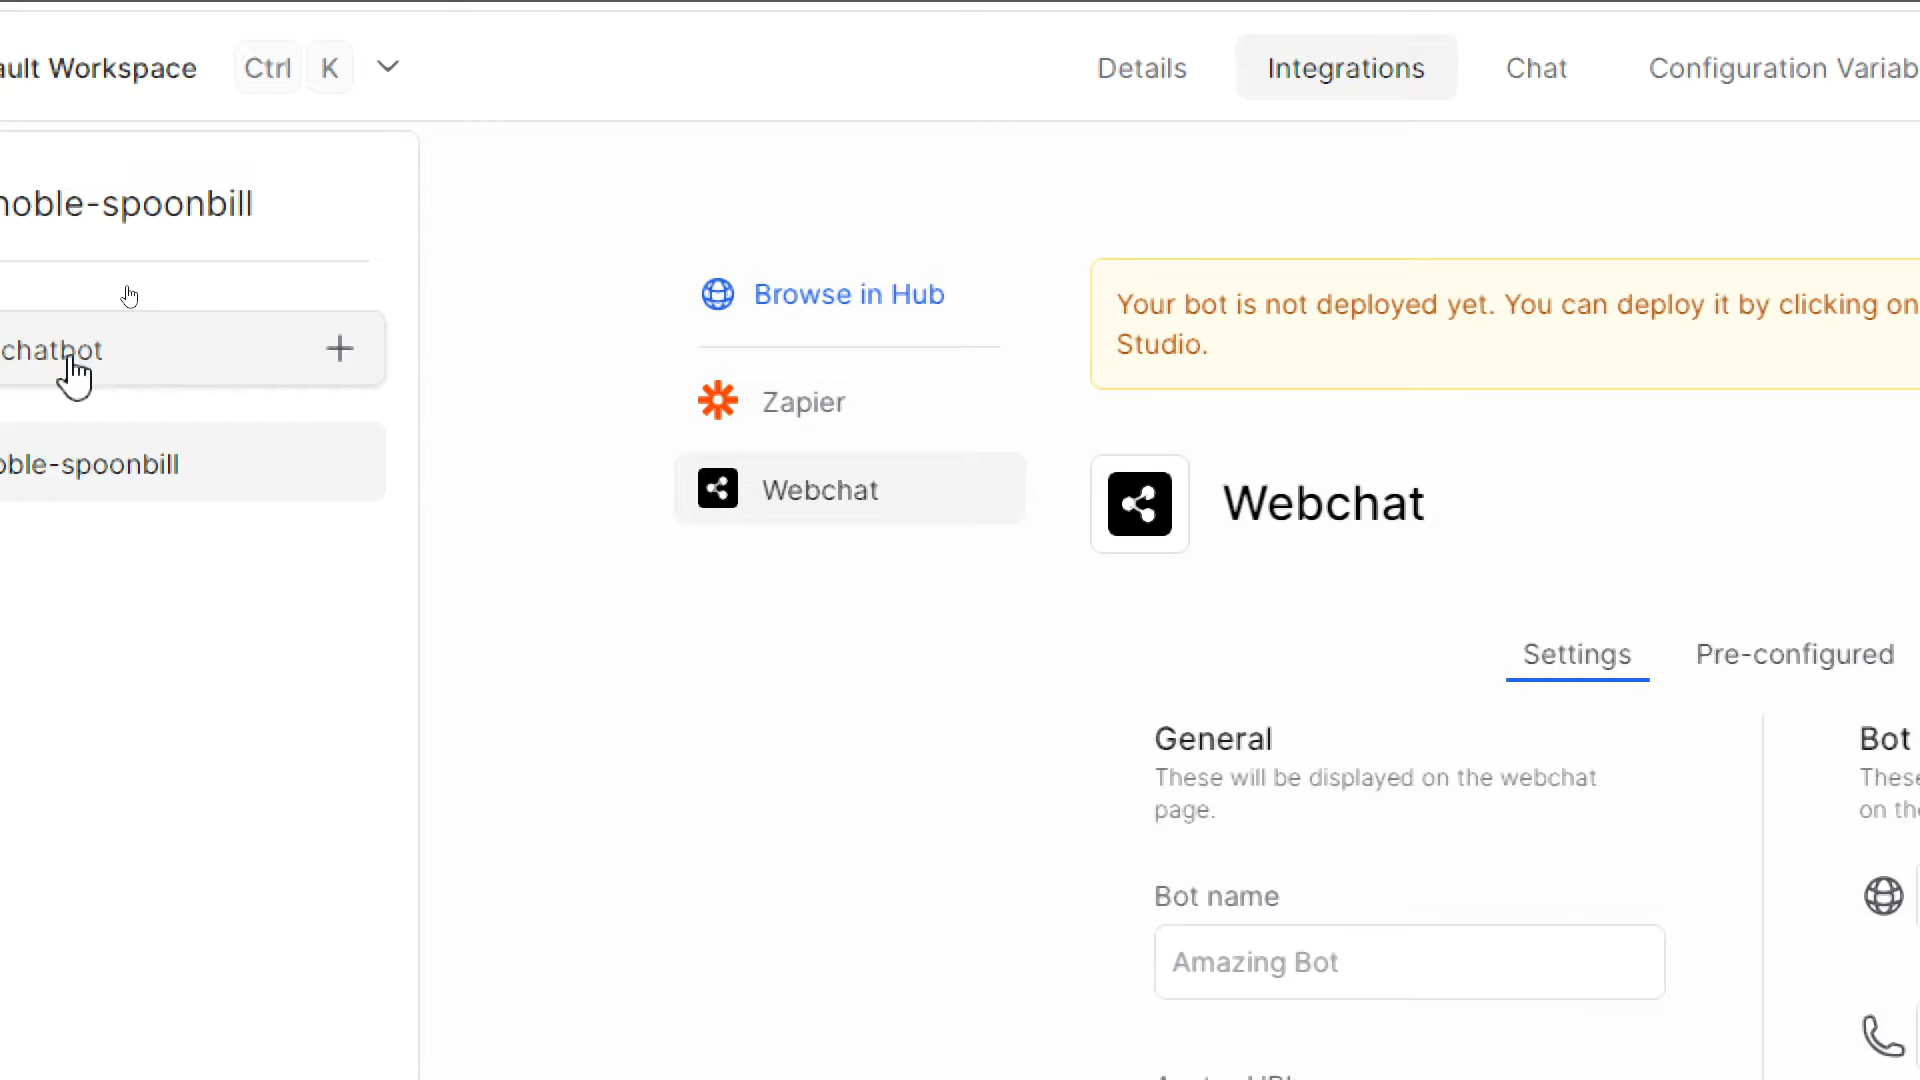 ault Workspace Ctrl K
Details Integrations Chat Configuration Variab
noble-spoonbill
chatbot
oble-spoonbill
Browse in Hub
Zapier
Webchat
Your bot is not deployed yet. You can deploy it by clicking on
Studio.
Webchat
Settings Pre-configured
General
These will be displayed on the webchat
page.
Bot name
Amazing Bot
Bot
These
on the